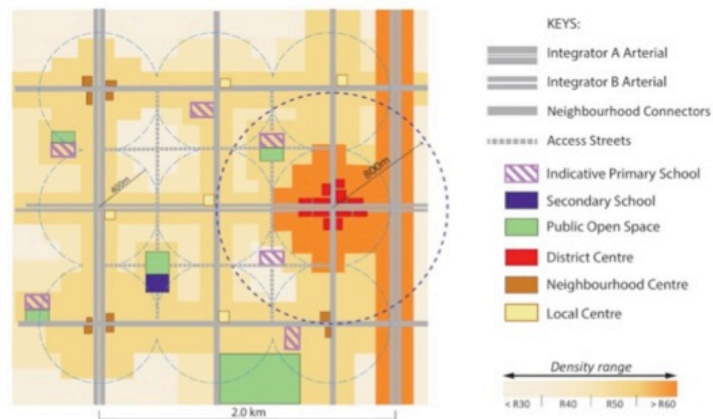 400m
800m
2.0 km
KEYS:
Integrator A Arterial
Integrator B Arterial
Neighbourhood Connectors
Access Streets
Indicative Primary School
Secondary School
Public Open Space
District Centre
Neighbourhood Centre
Local Centre
Density range
< R30 R40 R50 > R60